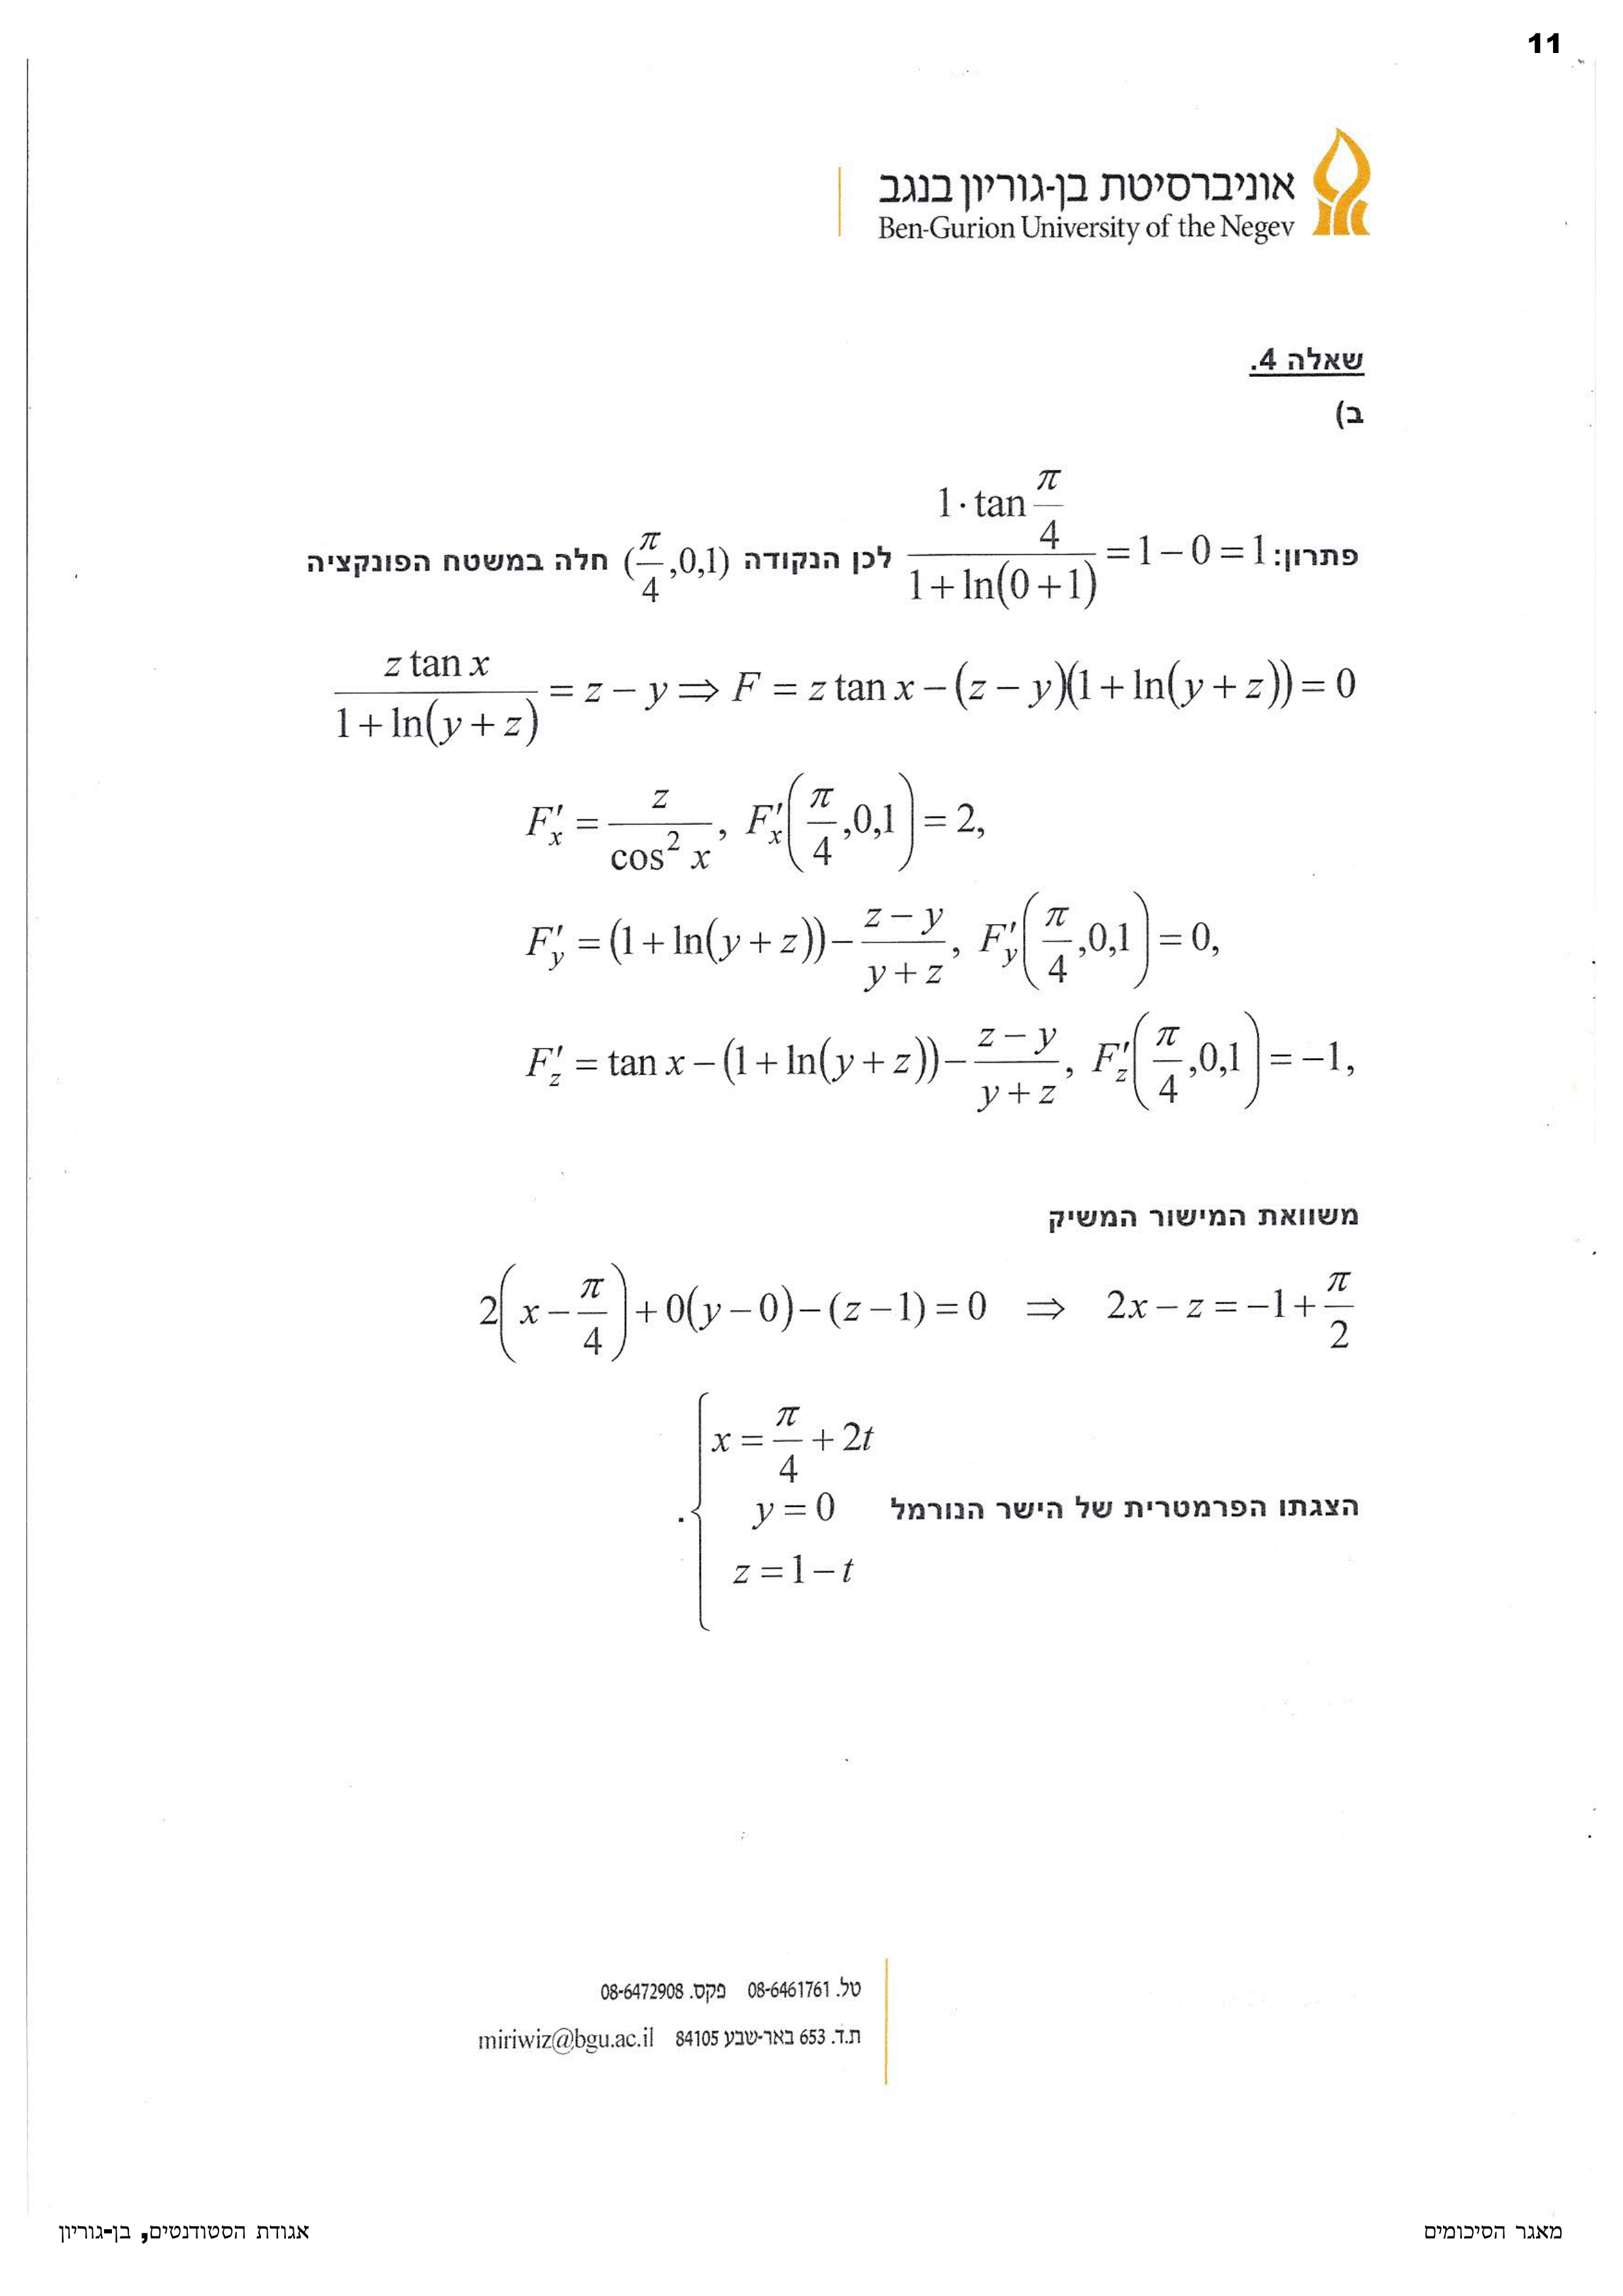 11
אוניברסיטת בן-גוריון בנגב
Ben-Gurion University of the Negev
שאלה 4.
ב)
פתרון: \frac{1 \cdot \tan \frac{\pi}{4}}{1+\ln(0+1)} = 1-0=1 לכן הנקודה (\frac{\pi}{4},0,1) חלה במשטח הפונקציה
\frac{z \tan x}{1+\ln(y+z)} = z-y \Rightarrow F = z \tan x-(z-y)(1+\ln(y+z))=0
F'_x = \frac{z}{\cos^2 x}, F'_x\left(\frac{\pi}{4},0,1\right)=2,
F'_y = (1+\ln(y+z))-\frac{z-y}{y+z}, F'_y\left(\frac{\pi}{4},0,1\right)=0,
F'_z = \tan x-(1+\ln(y+z))-\frac{z-y}{y+z}, F'_z\left(\frac{\pi}{4},0,1\right)=-1,
משוואת המישור המשיק
2\left(x-\frac{\pi}{4}\right)+0(y-0)-(z-1)=0 \Rightarrow 2x-z=-1+\frac{\pi}{2}
הצגתו הפרמטרית של הישר הנורמל \begin{cases} x=\frac{\pi}{4}+2t \\ y=0 \\ z=1-t \end{cases}.
טל. 08-6461761 פקס. 08-6472908
ת.ד. 653 באר-שבע 84105 miriwiz@bgu.ac.il
מאגר הסיכומים
אגודת הסטודנטים, בן-גוריון